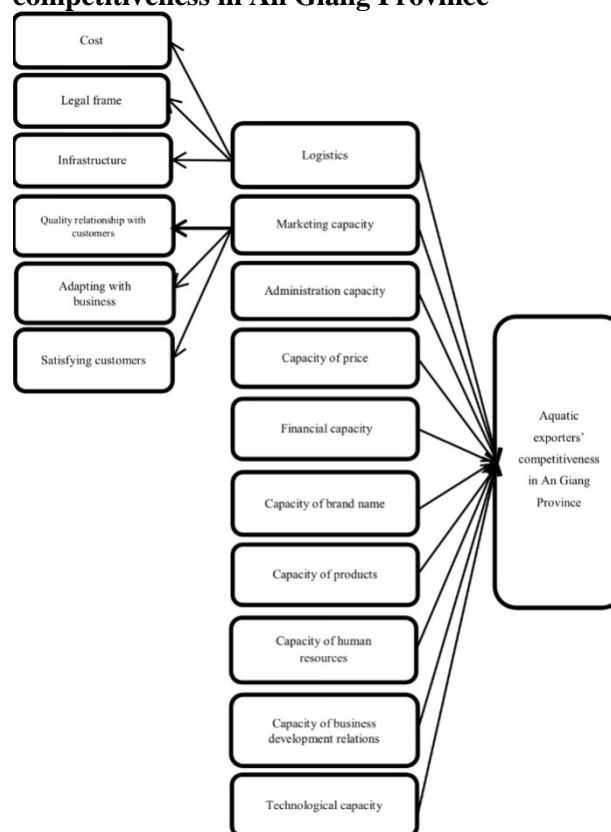 competitiveness in An Giang Province
Cost
Legal frame
Infrastructure
Quality relationship with
customers
Adapting with
business
Satisfying customers
Logistics
Marketing capacity
Administration capacity
Capacity of price
Financial capacity
Capacity of brand name
Capacity of products
Capacity of human
resources
Capacity of business
development relations
Technological capacity
Aquatic
exporters'
competitiveness
in An Giang
Province